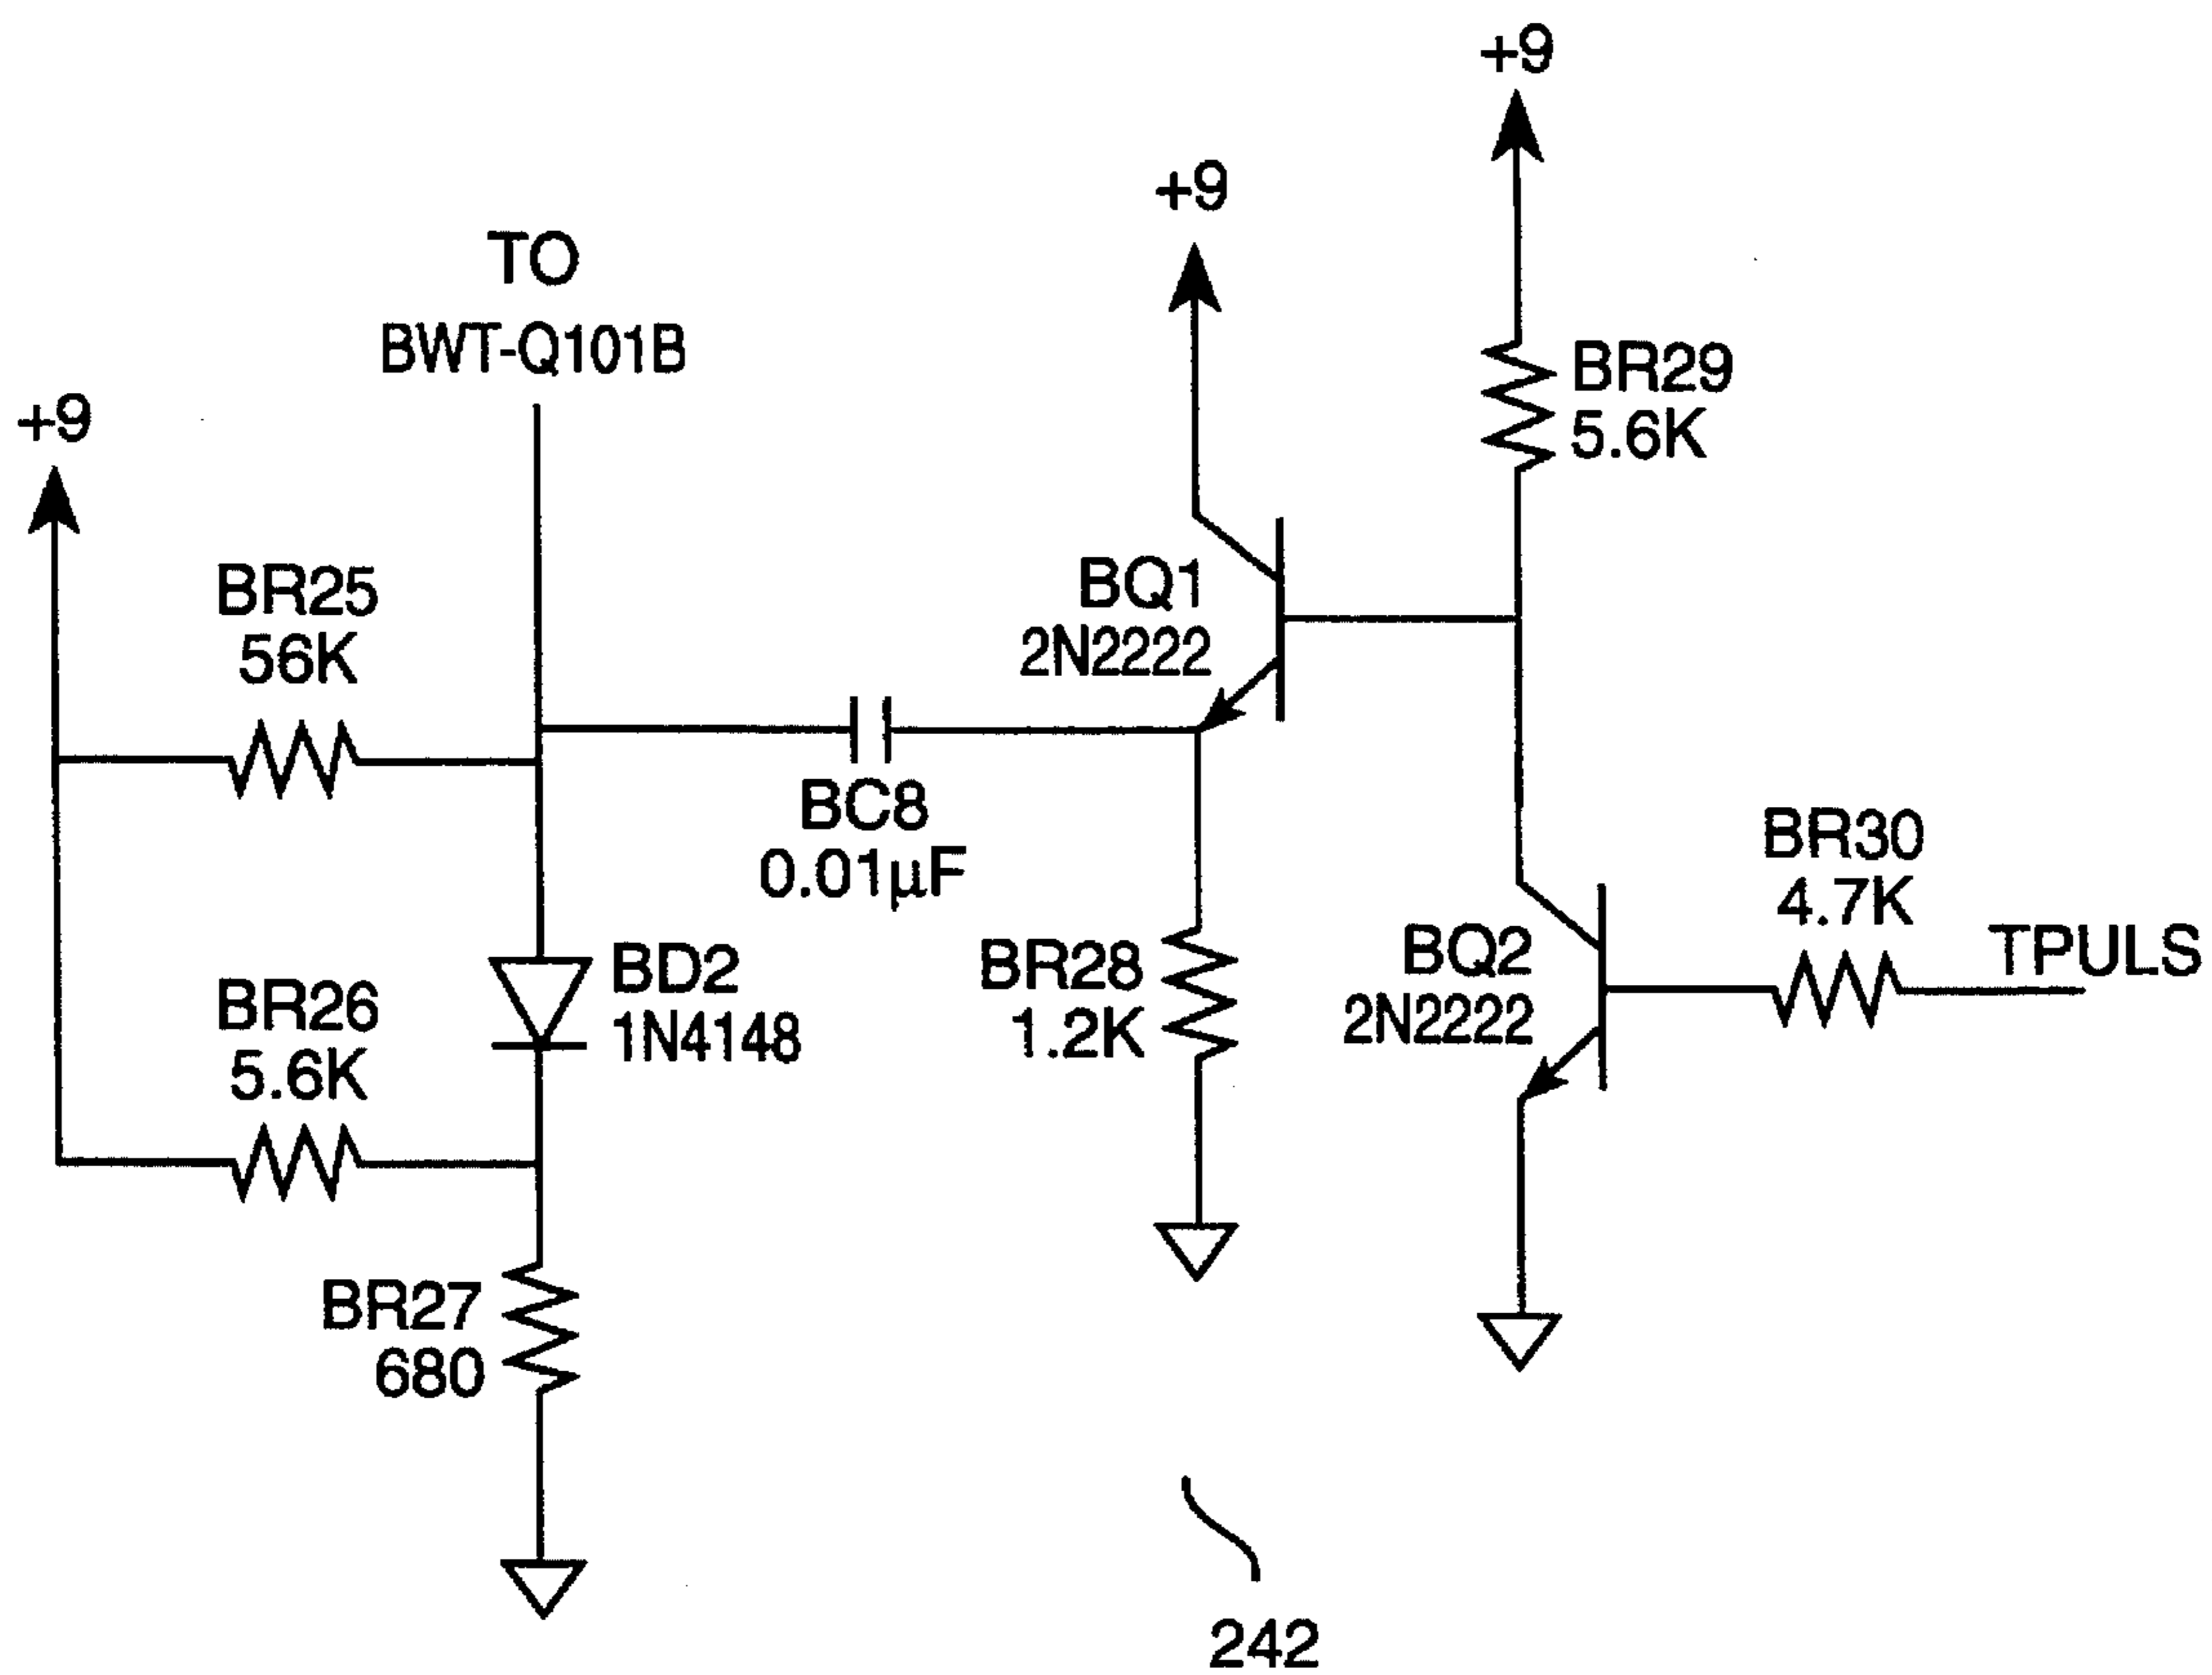 +9
+9
TO
BWT-Q101B
+9
BR29
5.6K
BR25
56K
BQ1
2N2222
BC8
0.01µF
BR30
4.7K
TPULS
BD2
1N4148
BR28
1.2K
BQ2
2N2222
BR26
5.6K
BR27
680
+9
242